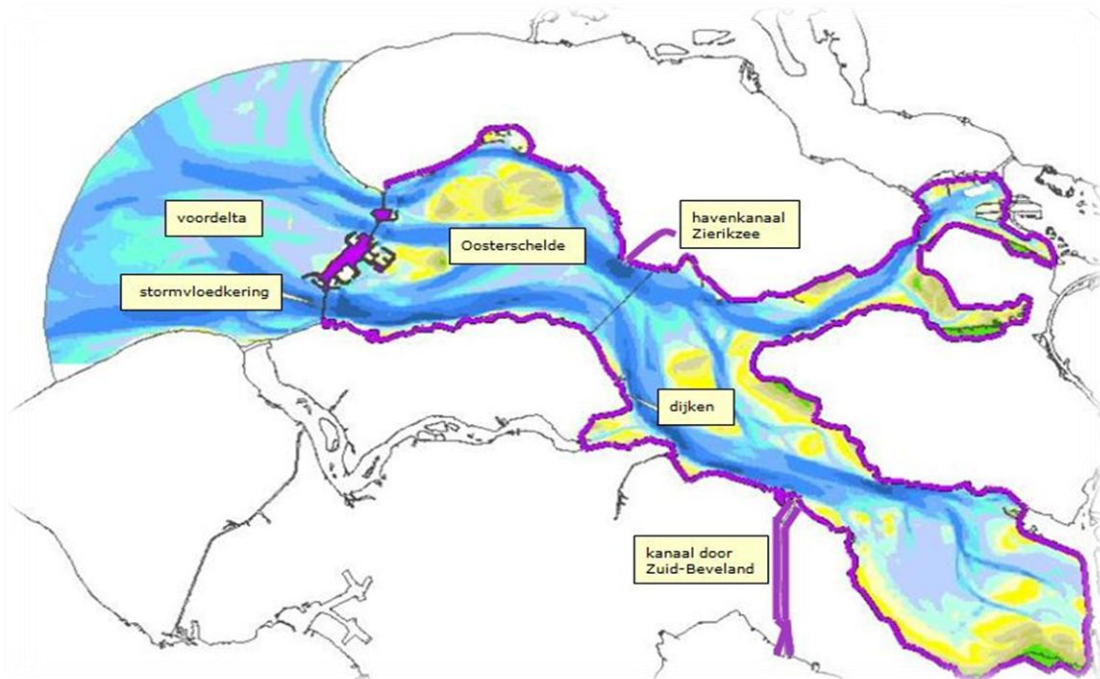 voordelta
Oosterschelde
havenkanaal
Zierikzee
stormvloedkering
dijken
kanaal door
Zuid-Beveland